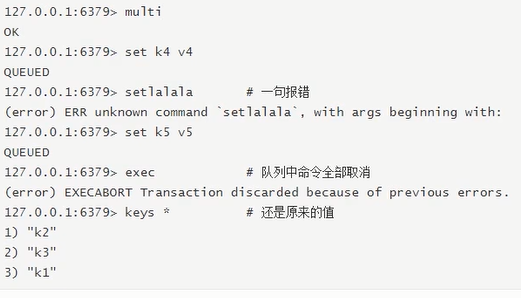 127.0.0.1:6379> multi
OK
127.0.0.1:6379> set k4 v4
QUEUED
127.0.0.1:6379> setlalala # 一句报错
(error) ERR unknown command `setlalala`, with args beginning with:
127.0.0.1:6379> set k5 v5
QUEUED
127.0.0.1:6379> exec # 队列中命令全部取消
(error) EXECABORT Transaction discarded because of previous errors.
127.0.0.1:6379> keys * # 还是原来的值
1) "k2"
2) "k3"
3) "k1"